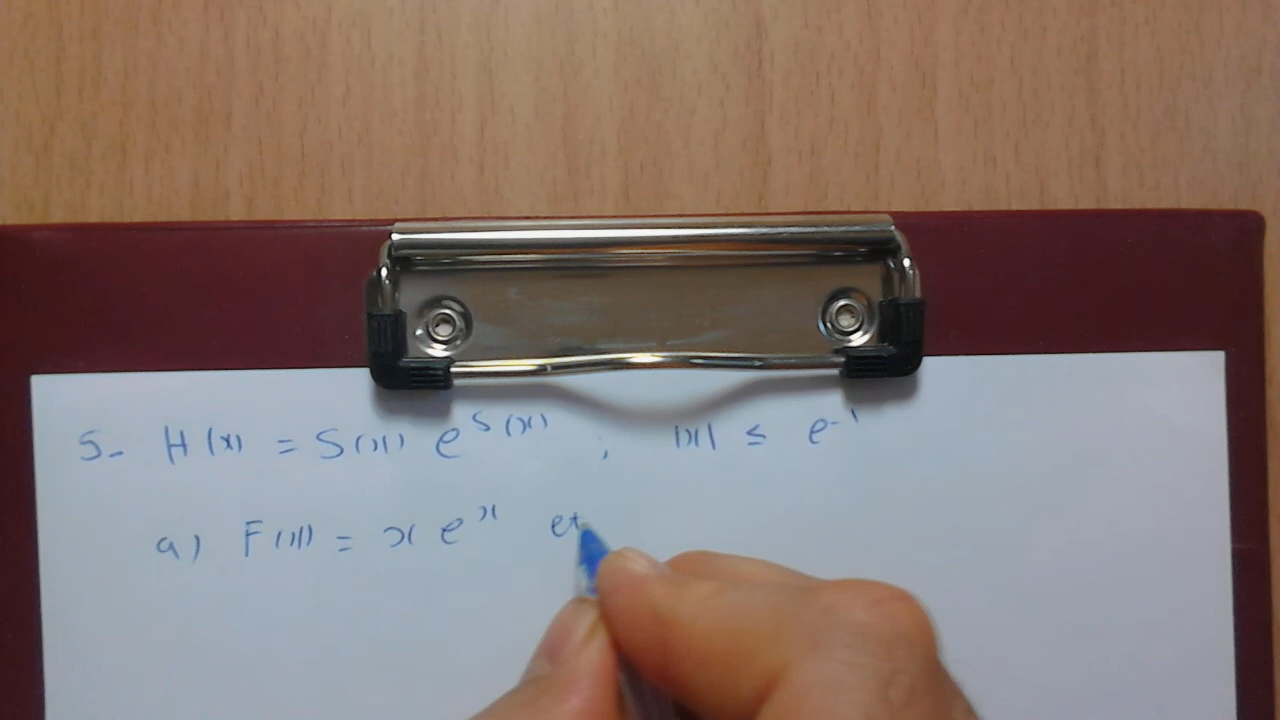 5- H(x) = S(x) e^S(x) ; |x| ≤ e^-1
a) F(x) = x e^x et